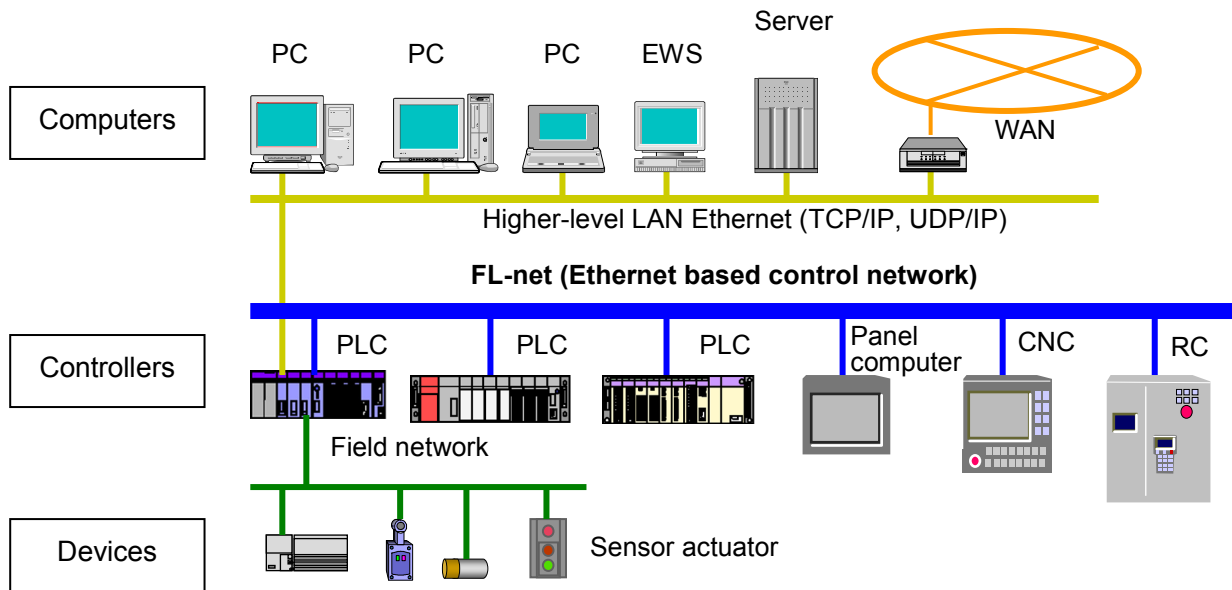 Server
PC
PC
PC
EWS
Computers
WAN
Higher-level LAN Ethernet (TCP/IP, UDP/IP)
FL-net (Ethernet based control network)
Controllers
PLC
PLC
PLC
Panel
computer
CNC
RC
Field network
Devices
Sensor actuator